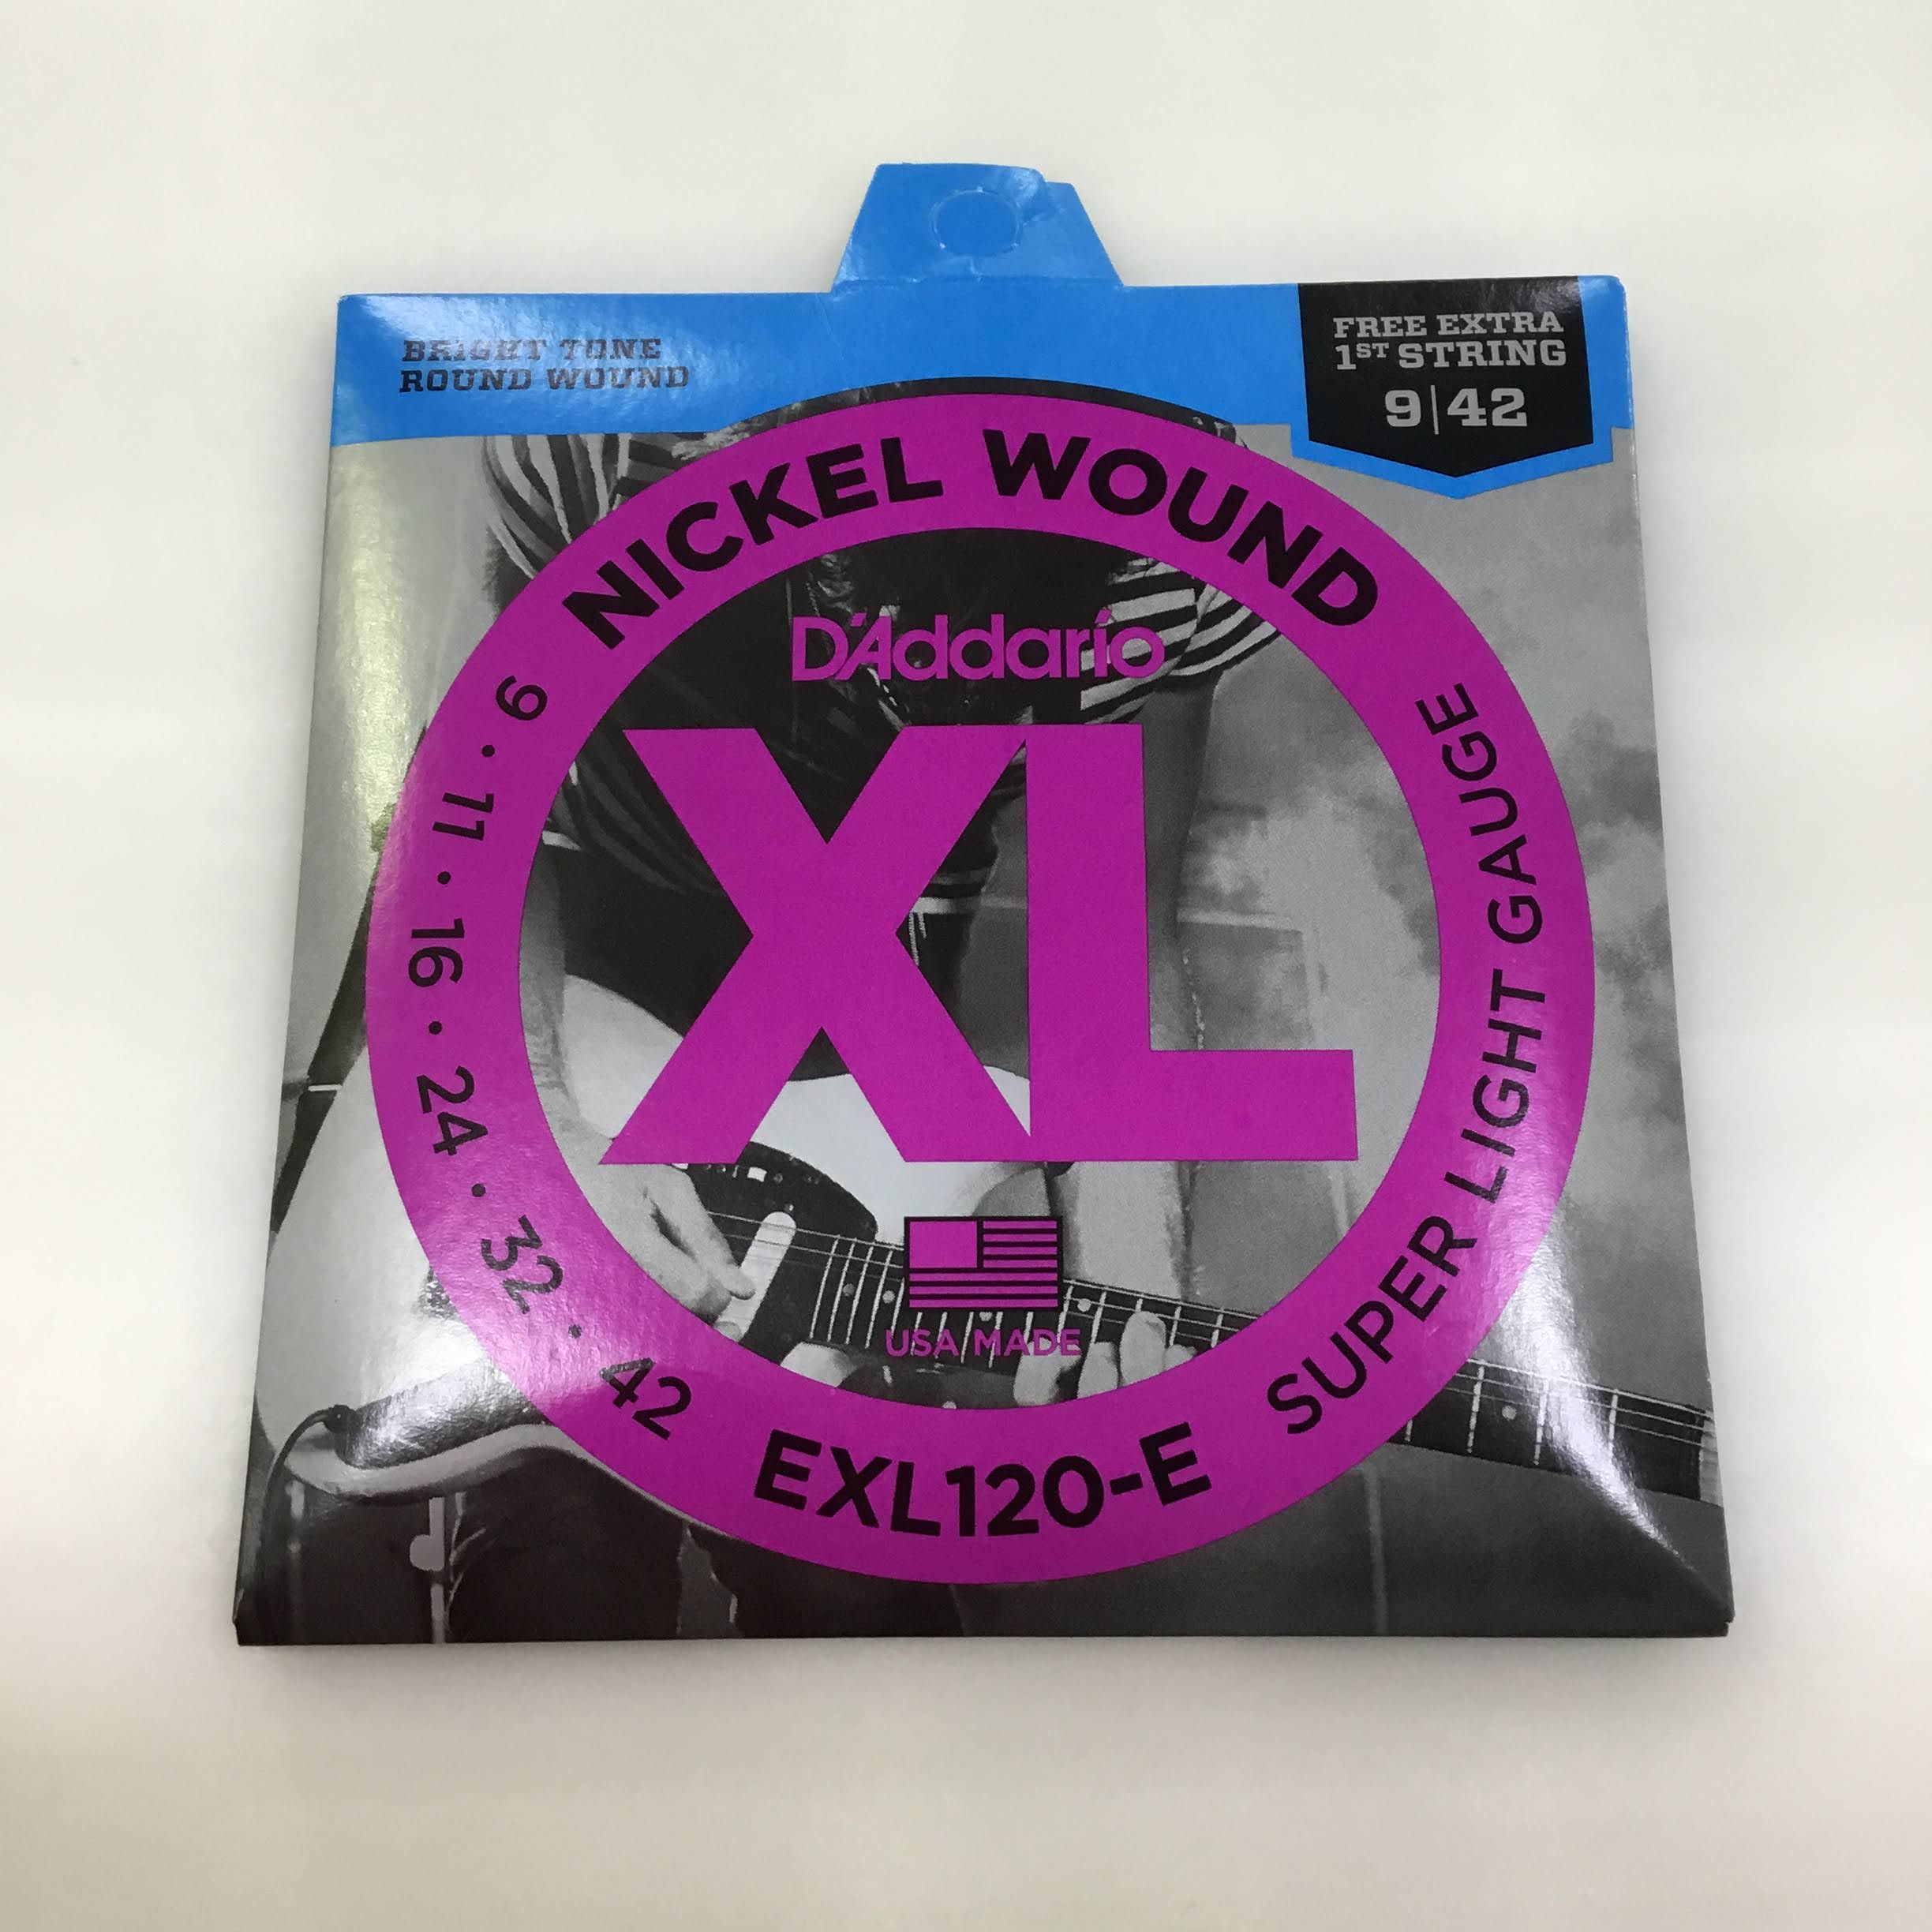 BRIGHT TONE
ROUND WOUND
FREE EXTRA
1ST STRING
9|42
NICKEL WOUND
D'Addario
XL
USA MADE
9 · 11 · 16 · 24 · 32 · 42
EXL120-E
SUPER LIGHT GAUGE